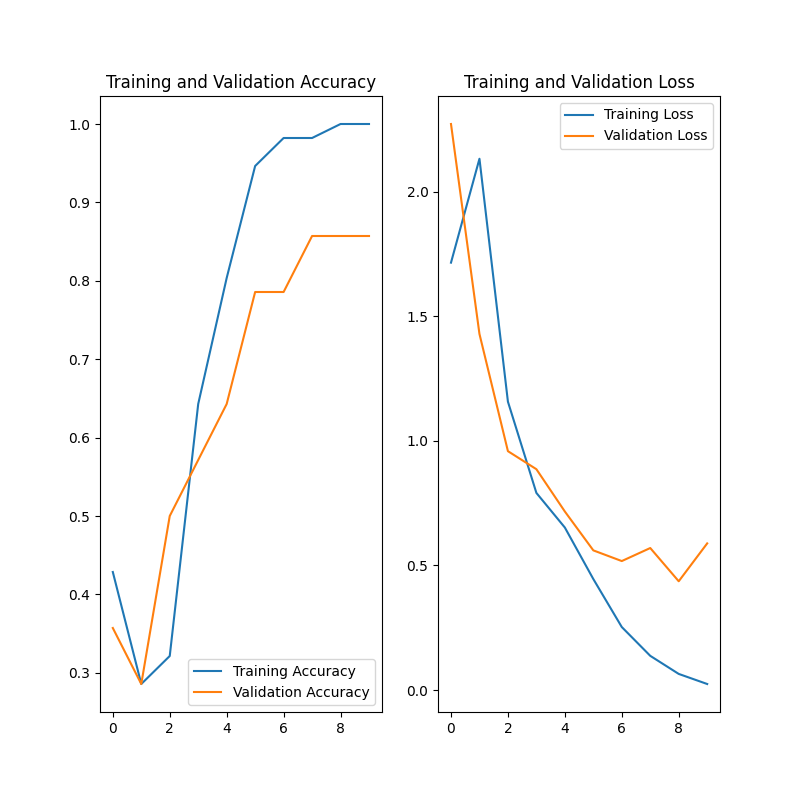 Training and Validation Accuracy
1.0
0.9
0.8
0.7
0.6
0.5
0.4
0.3
Training Accuracy
Validation Accuracy
0 2 4 6 8
Training and Validation Loss
Training Loss
Validation Loss
2.0
1.5
1.0
0.5
0.0
0 2 4 6 8